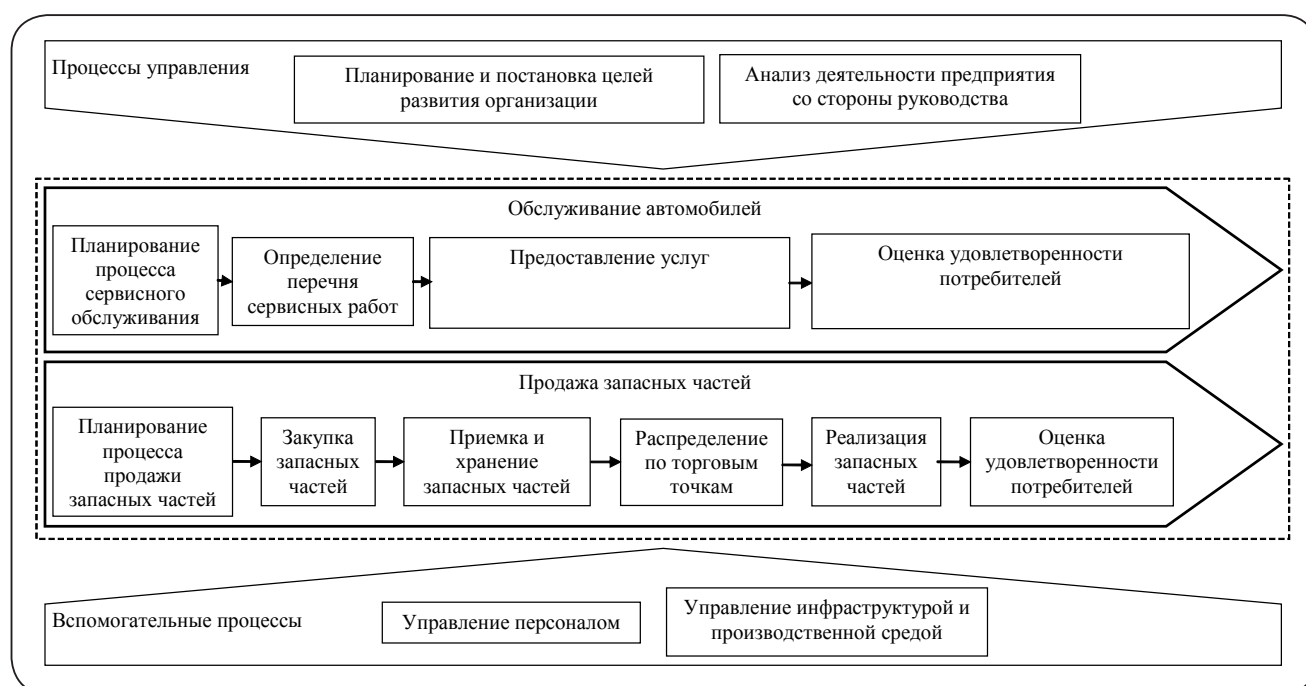 Процессы управления
Планирование и постановка целей
развития организации
Анализ деятельности предприятия
со стороны руководства
Обслуживание автомобилей
Планирование
процесса
сервисного
обслуживания
Определение
перечня
сервисных работ
Предоставление услуг
Оценка удовлетворенности
потребителей
Продажа запасных частей
Планирование
процесса
продажи
запасных частей
Закупка
запасных
частей
Приемка и
хранение
запасных частей
Распределение
по торговым
точкам
Реализация
запасных
частей
Оценка
удовлетворенности
потребителей
Вспомогательные процессы
Управление персоналом
Управление инфраструктурой и
производственной средой